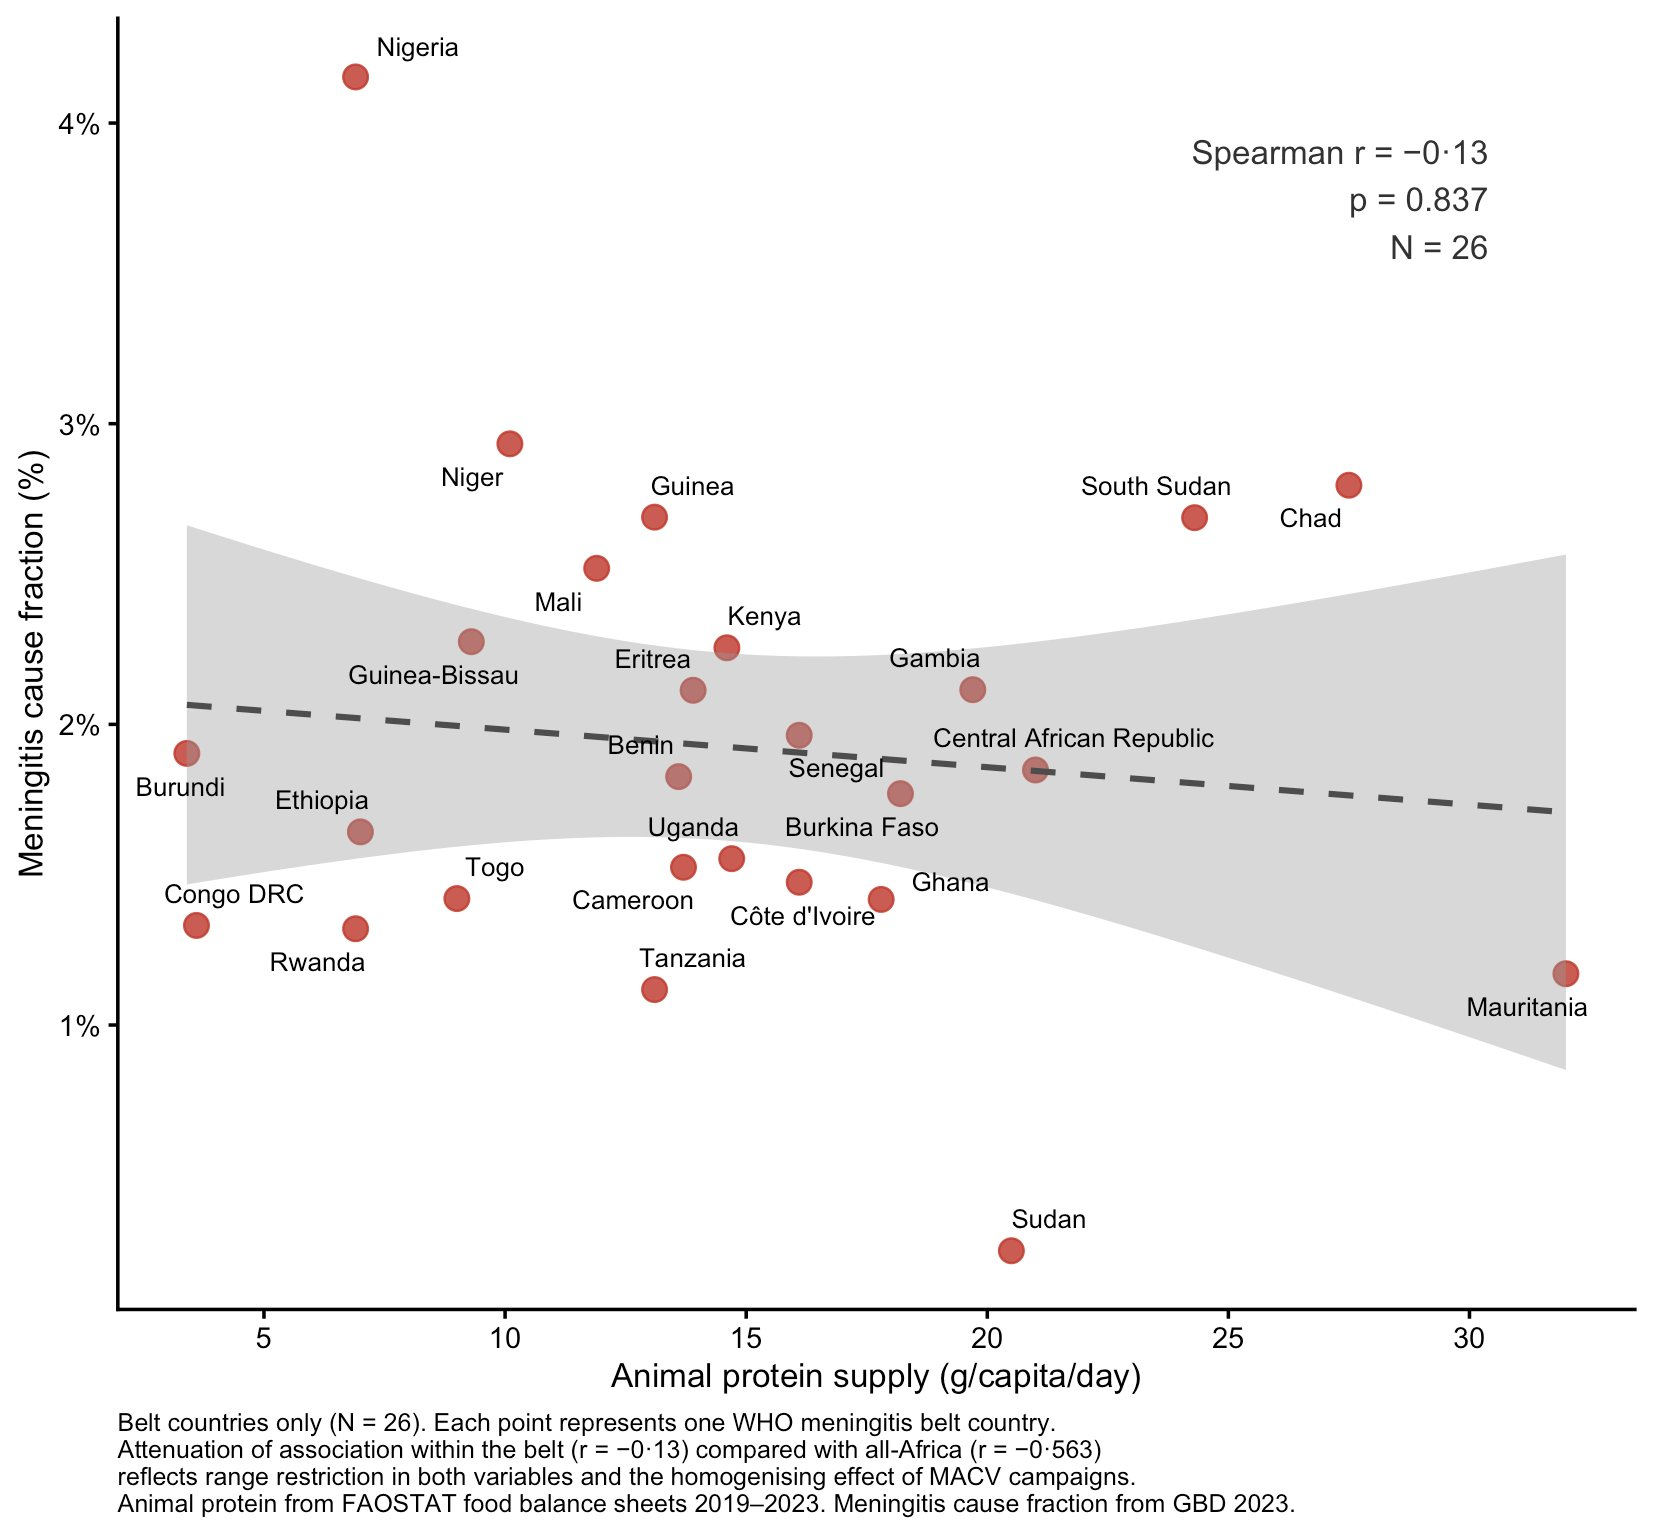 Nigeria
4%
Spearman r = −0·13
p = 0.837
N = 26
3%
Niger
Guinea
South Sudan
Chad
Mali
Kenya
Eritrea
Gambia
Guinea-Bissau
Meningitis cause fraction (%)
2%
Benin
Central African Republic
Senegal
Burundi
Ethiopia
Uganda
Burkina Faso
Togo
Ghana
Congo DRC
Cameroon
Côte d'Ivoire
Rwanda
Tanzania
Mauritania
1%
Sudan
5 10 15 20 25 30
Animal protein supply (g/capita/day)
Belt countries only (N = 26). Each point represents one WHO meningitis belt country.
Attenuation of association within the belt (r = −0·13) compared with all-Africa (r = −0·563)
reflects range restriction in both variables and the homogenising effect of MACV campaigns.
Animal protein from FAOSTAT food balance sheets 2019–2023. Meningitis cause fraction from GBD 2023.